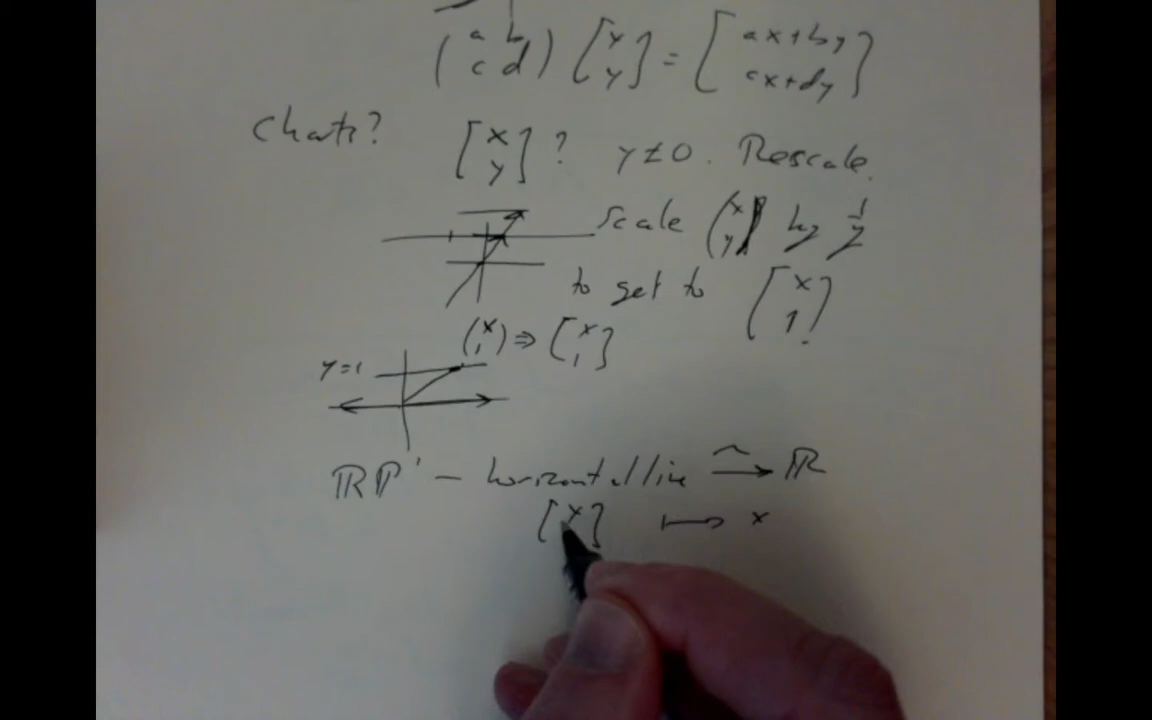 ( a b c d ) [ x y ] = [ ax+by cx+dy ]
Charts? [ x y ] ? y≠0. Rescale.
Scale ( x y ) by 1/y
to get to [ x 1 ].
y=1 ( x 1 ) ⇒ [ x 1 ]
ℝℙ¹ — horizontal line ⥲ ℝ
[ x ] ↦ x